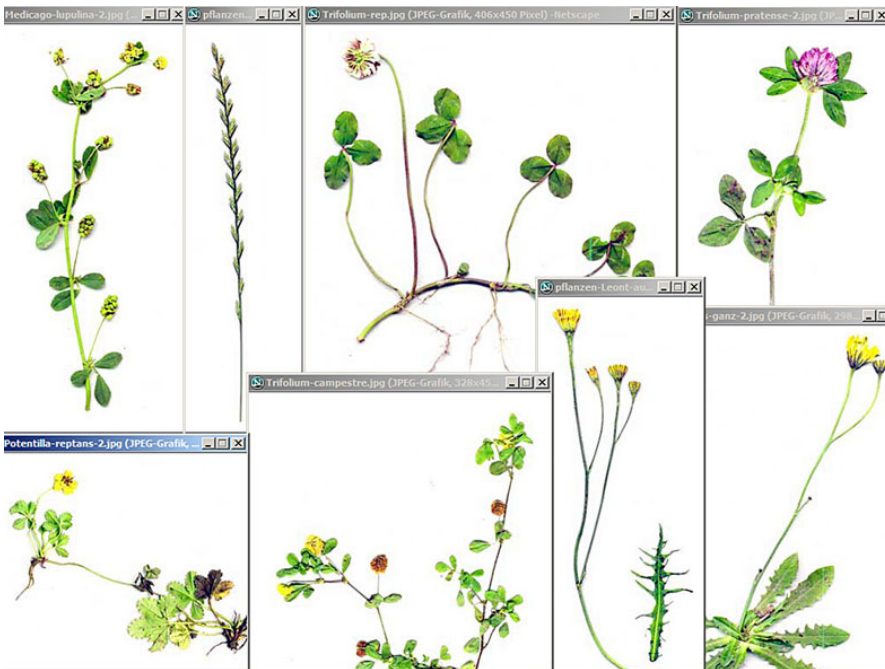 Medicago-lupulina-2.jpg (...
pflanzen...
Trifolium-rep.jpg (JPEG-Grafik, 406x450 Pixel) -Netscape
Trifolium-pratense-2.jpg (JP...
pflanzen-Leont-au...
s-ganz-2.jpg (JPEG-Grafik, 298...
Trifolium-campestre.jpg (JPEG-Grafik, 328x45...
Potentilla-reptans-2.jpg (JPEG-Grafik, ...